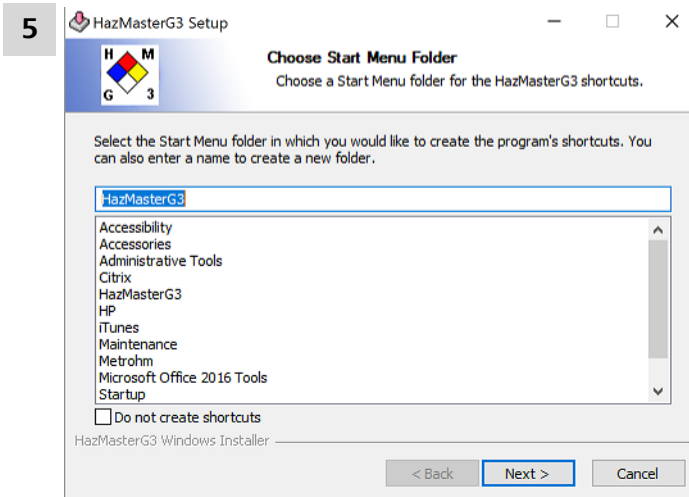 5
HazMasterG3 Setup
H M
G 3
Choose Start Menu Folder
Choose a Start Menu folder for the HazMasterG3 shortcuts.
Select the Start Menu folder in which you would like to create the program's shortcuts. You
can also enter a name to create a new folder.
HazMasterG3
Accessibility
Accessories
Administrative Tools
Citrix
HazMasterG3
HP
iTunes
Maintenance
Metrohm
Microsoft Office 2016 Tools
Startup
Do not create shortcuts
HazMasterG3 Windows Installer
< Back Next > Cancel